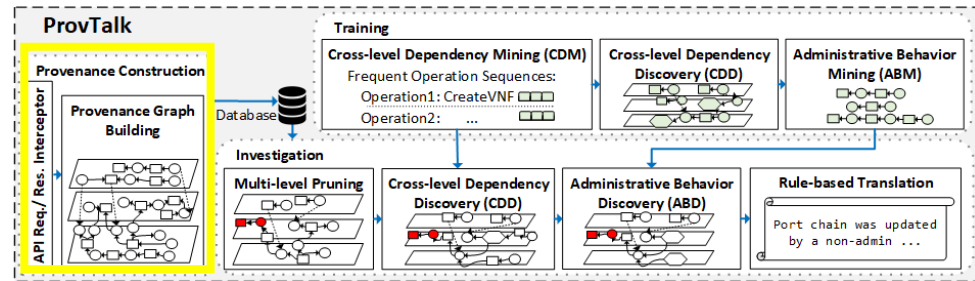 ProvTalk
Provenance Construction
API Req./ Res. Interceptor
Provenance Graph
Building
Database
Training
Cross-level Dependency Mining (CDM)
Frequent Operation Sequences:
Operation1: CreateVNF
Operation2: ...
Cross-level Dependency
Discovery (CDD)
Administrative Behavior
Mining (ABM)
Investigation
Multi-level Pruning
Cross-level Dependency
Discovery (CDD)
Administrative Behavior
Discovery (ABD)
Rule-based Translation
Port chain was updated
by a non-admin ...